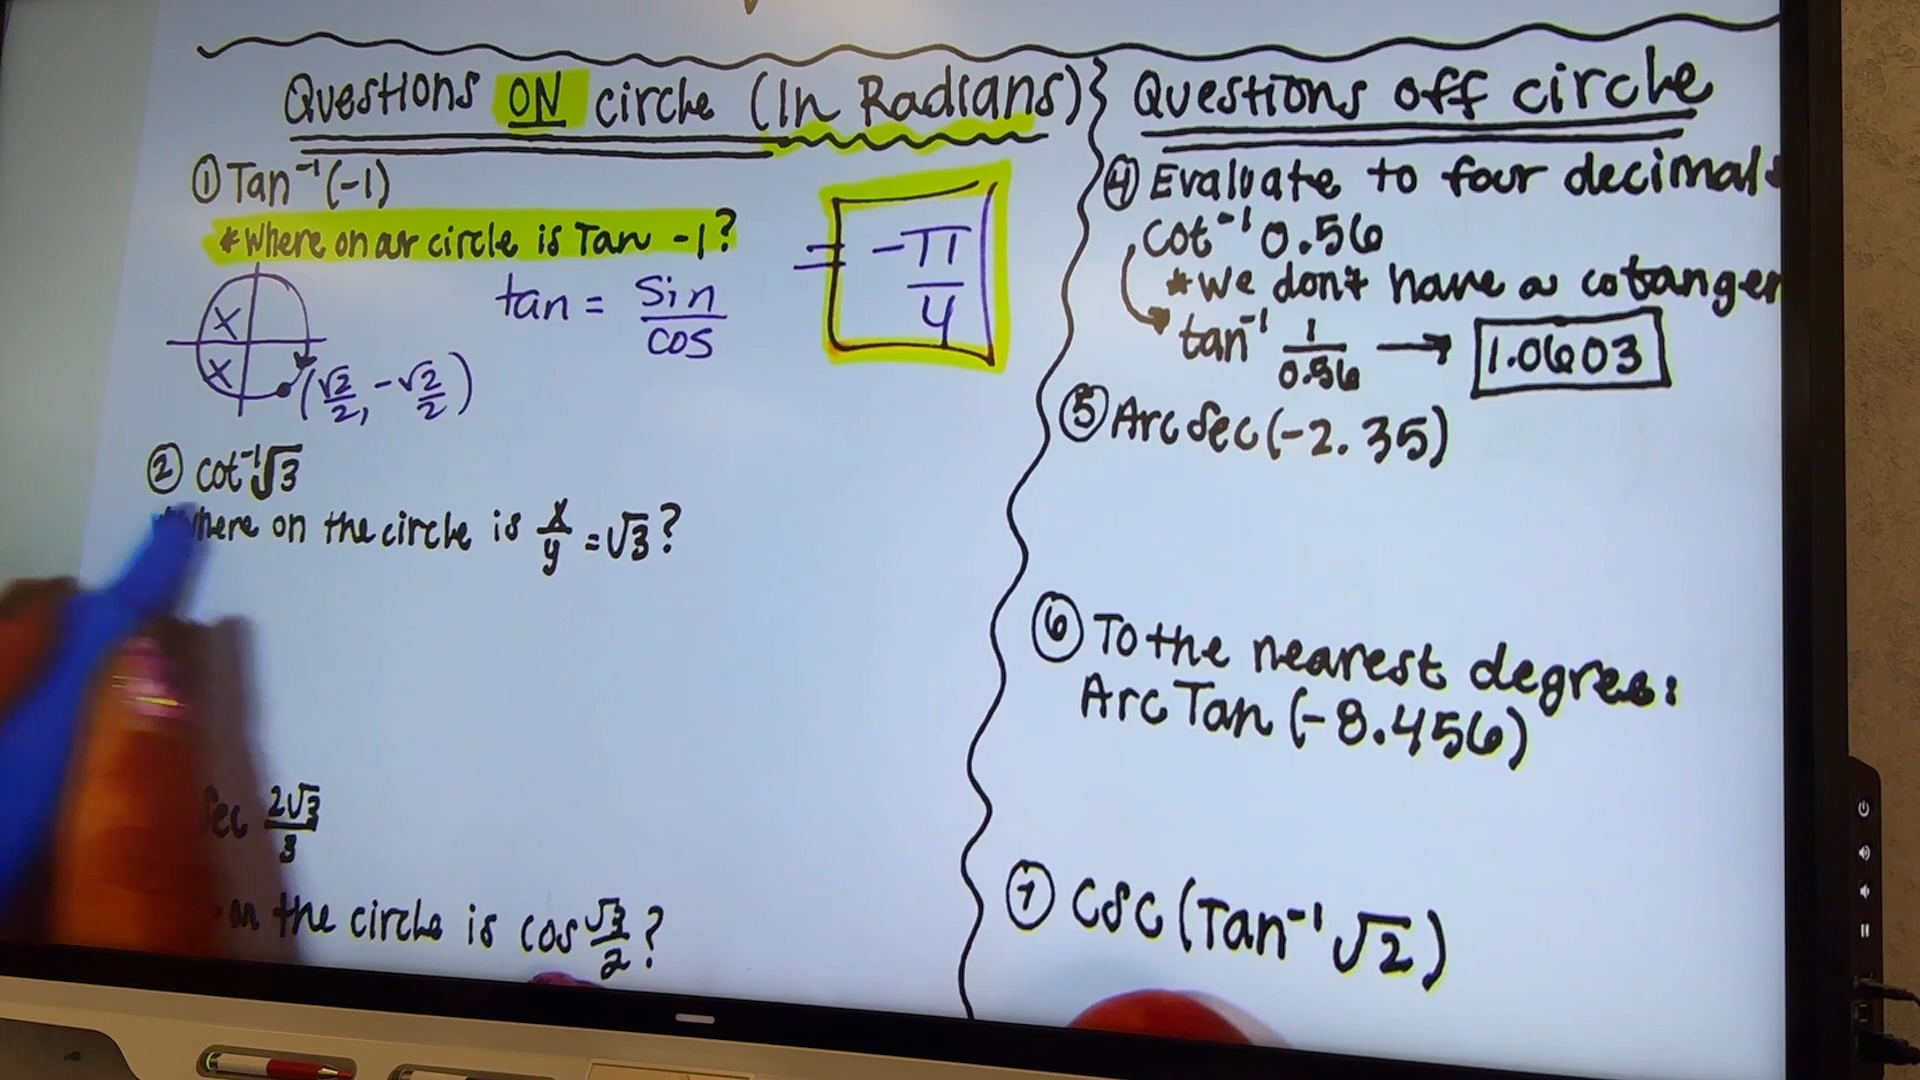 Questions ON circle (In Radians)
① Tan⁻¹(-1)
*Where on our circle is Tan -1?
tan = sin/cos
= -π/4
x
x
(√2/2, -√2/2)
② cot⁻¹√3
where on the circle is x/y = √3?
sec 2√3/3
on the circle is cos √3/2?
Questions off circle
④ Evaluate to four decimals
cot⁻¹ 0.56
*we don't have a cotangen
tan⁻¹ 1/0.56 → 1.0603
⑤ Arcsec(-2.35)
⑥ To the nearest degree:
ArcTan (-8.456)
⑦ csc(Tan⁻¹√2)